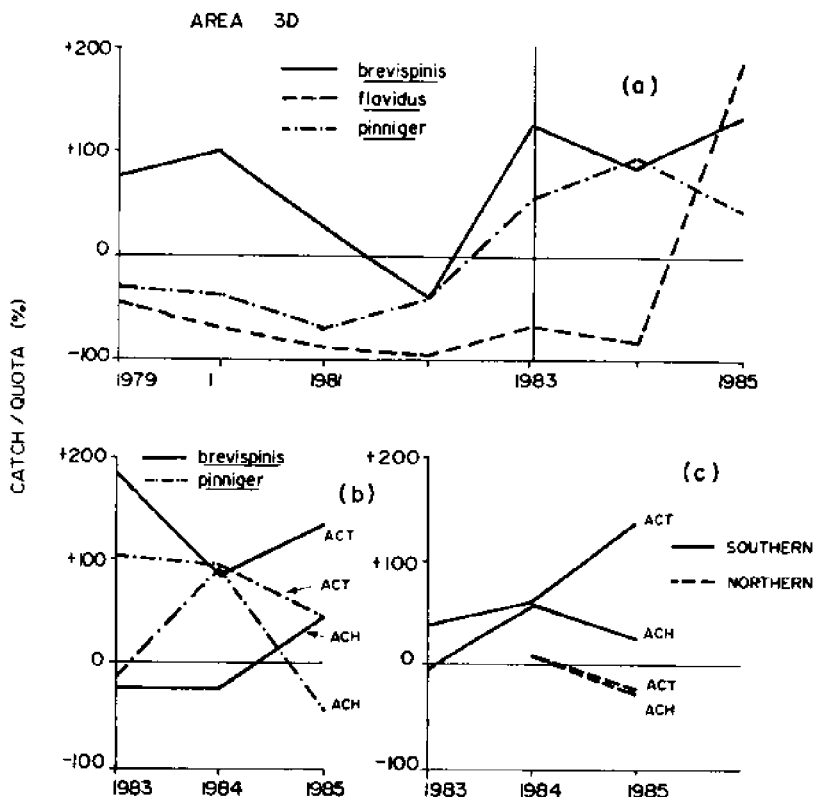 AREA 3D
+200
+100
0
-100
brevispinis
flavidus
pinniger
(a)
1979 1 1981 1983 1985
CATCH / QUOTA (%)
+200
+100
0
-100
brevispinis
pinniger
(b)
ACT
ACT
ACH
ACH
1983 1984 1985
+200
+100
0
-100
(c)
ACT
SOUTHERN
NORTHERN
ACH
ACT
ACH
1983 1984 1985